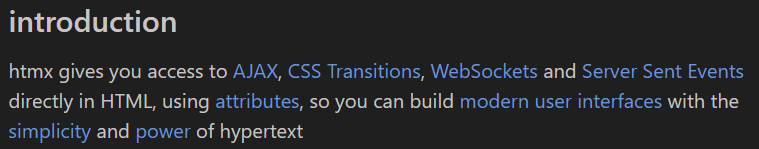 introduction
htmx gives you access to AJAX, CSS Transitions, WebSockets and Server Sent Events
directly in HTML, using attributes, so you can build modern user interfaces with the
simplicity and power of hypertext